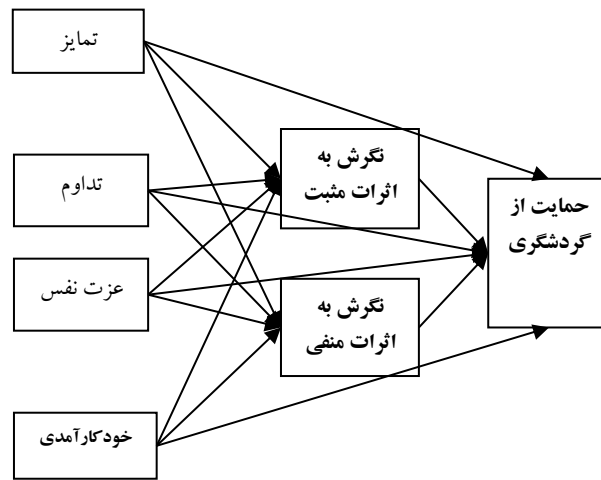 تمایز
تداوم
عزت نفس
خودکارآمدی
نگرش به
اثرات مثبت
نگرش به
اثرات منفی
حمایت از
گردشگری